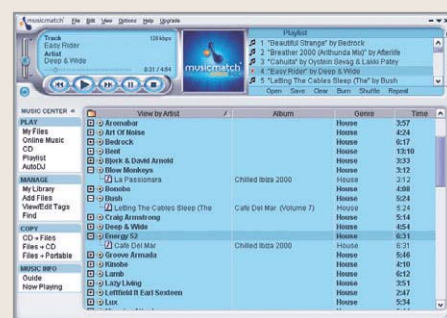 musicmatch File Edit View Options Help Upgrade
Track 128 kbps
Easy Rider
Artist
Deep & Wide
0:31 / 4:54
musicmatch
Playlist
1 "Beautiful Strange" by Bedrock
2 "Breather 2000 (Arithunda Mix)" by Afterlife
3 "Cahuita" by Oystein Sevag & Lakki Patey
4 "Easy Rider" by Deep & Wide
5 "Letting The Cables Sleep (The" by Bush
Open Save Clear Burn Shuffle Repeat
MUSIC CENTER
PLAY
My Files
Online Music
CD
Playlist
AutoDJ
MANAGE
My Library
Add Files
View/Edit Tags
Find
COPY
CD Files
Files CD
Files Portable
MUSIC INFO
Guide
Now Playing
View by Artist Album Genre Time
Aromabar House 3:57
Art Of Noise House 4:24
Bedrock House 6:17
Bent House 13:10
Bjork & David Arnold House 3:33
Blow Monkeys House 3:12
La Passionara Chilled Ibiza 2000 House 3:12
Bonobo House 4:08
Bush House 5:24
Letting The Cables Sleep (The Cafe Del Mar (Volume 7) House 5:24
Craig Armstrong House 5:14
Deep & Wide House 4:54
Energy 52 House 6:31
Cafe Del Mar Chilled Ibiza 2000 House 6:31
Groove Armada House 5:46
Kinobe House 4:10
Lamb House 6:12
Lazy Living House 3:51
Leftfield ft Earl Sexteen House 2:47
Lux House 5:34